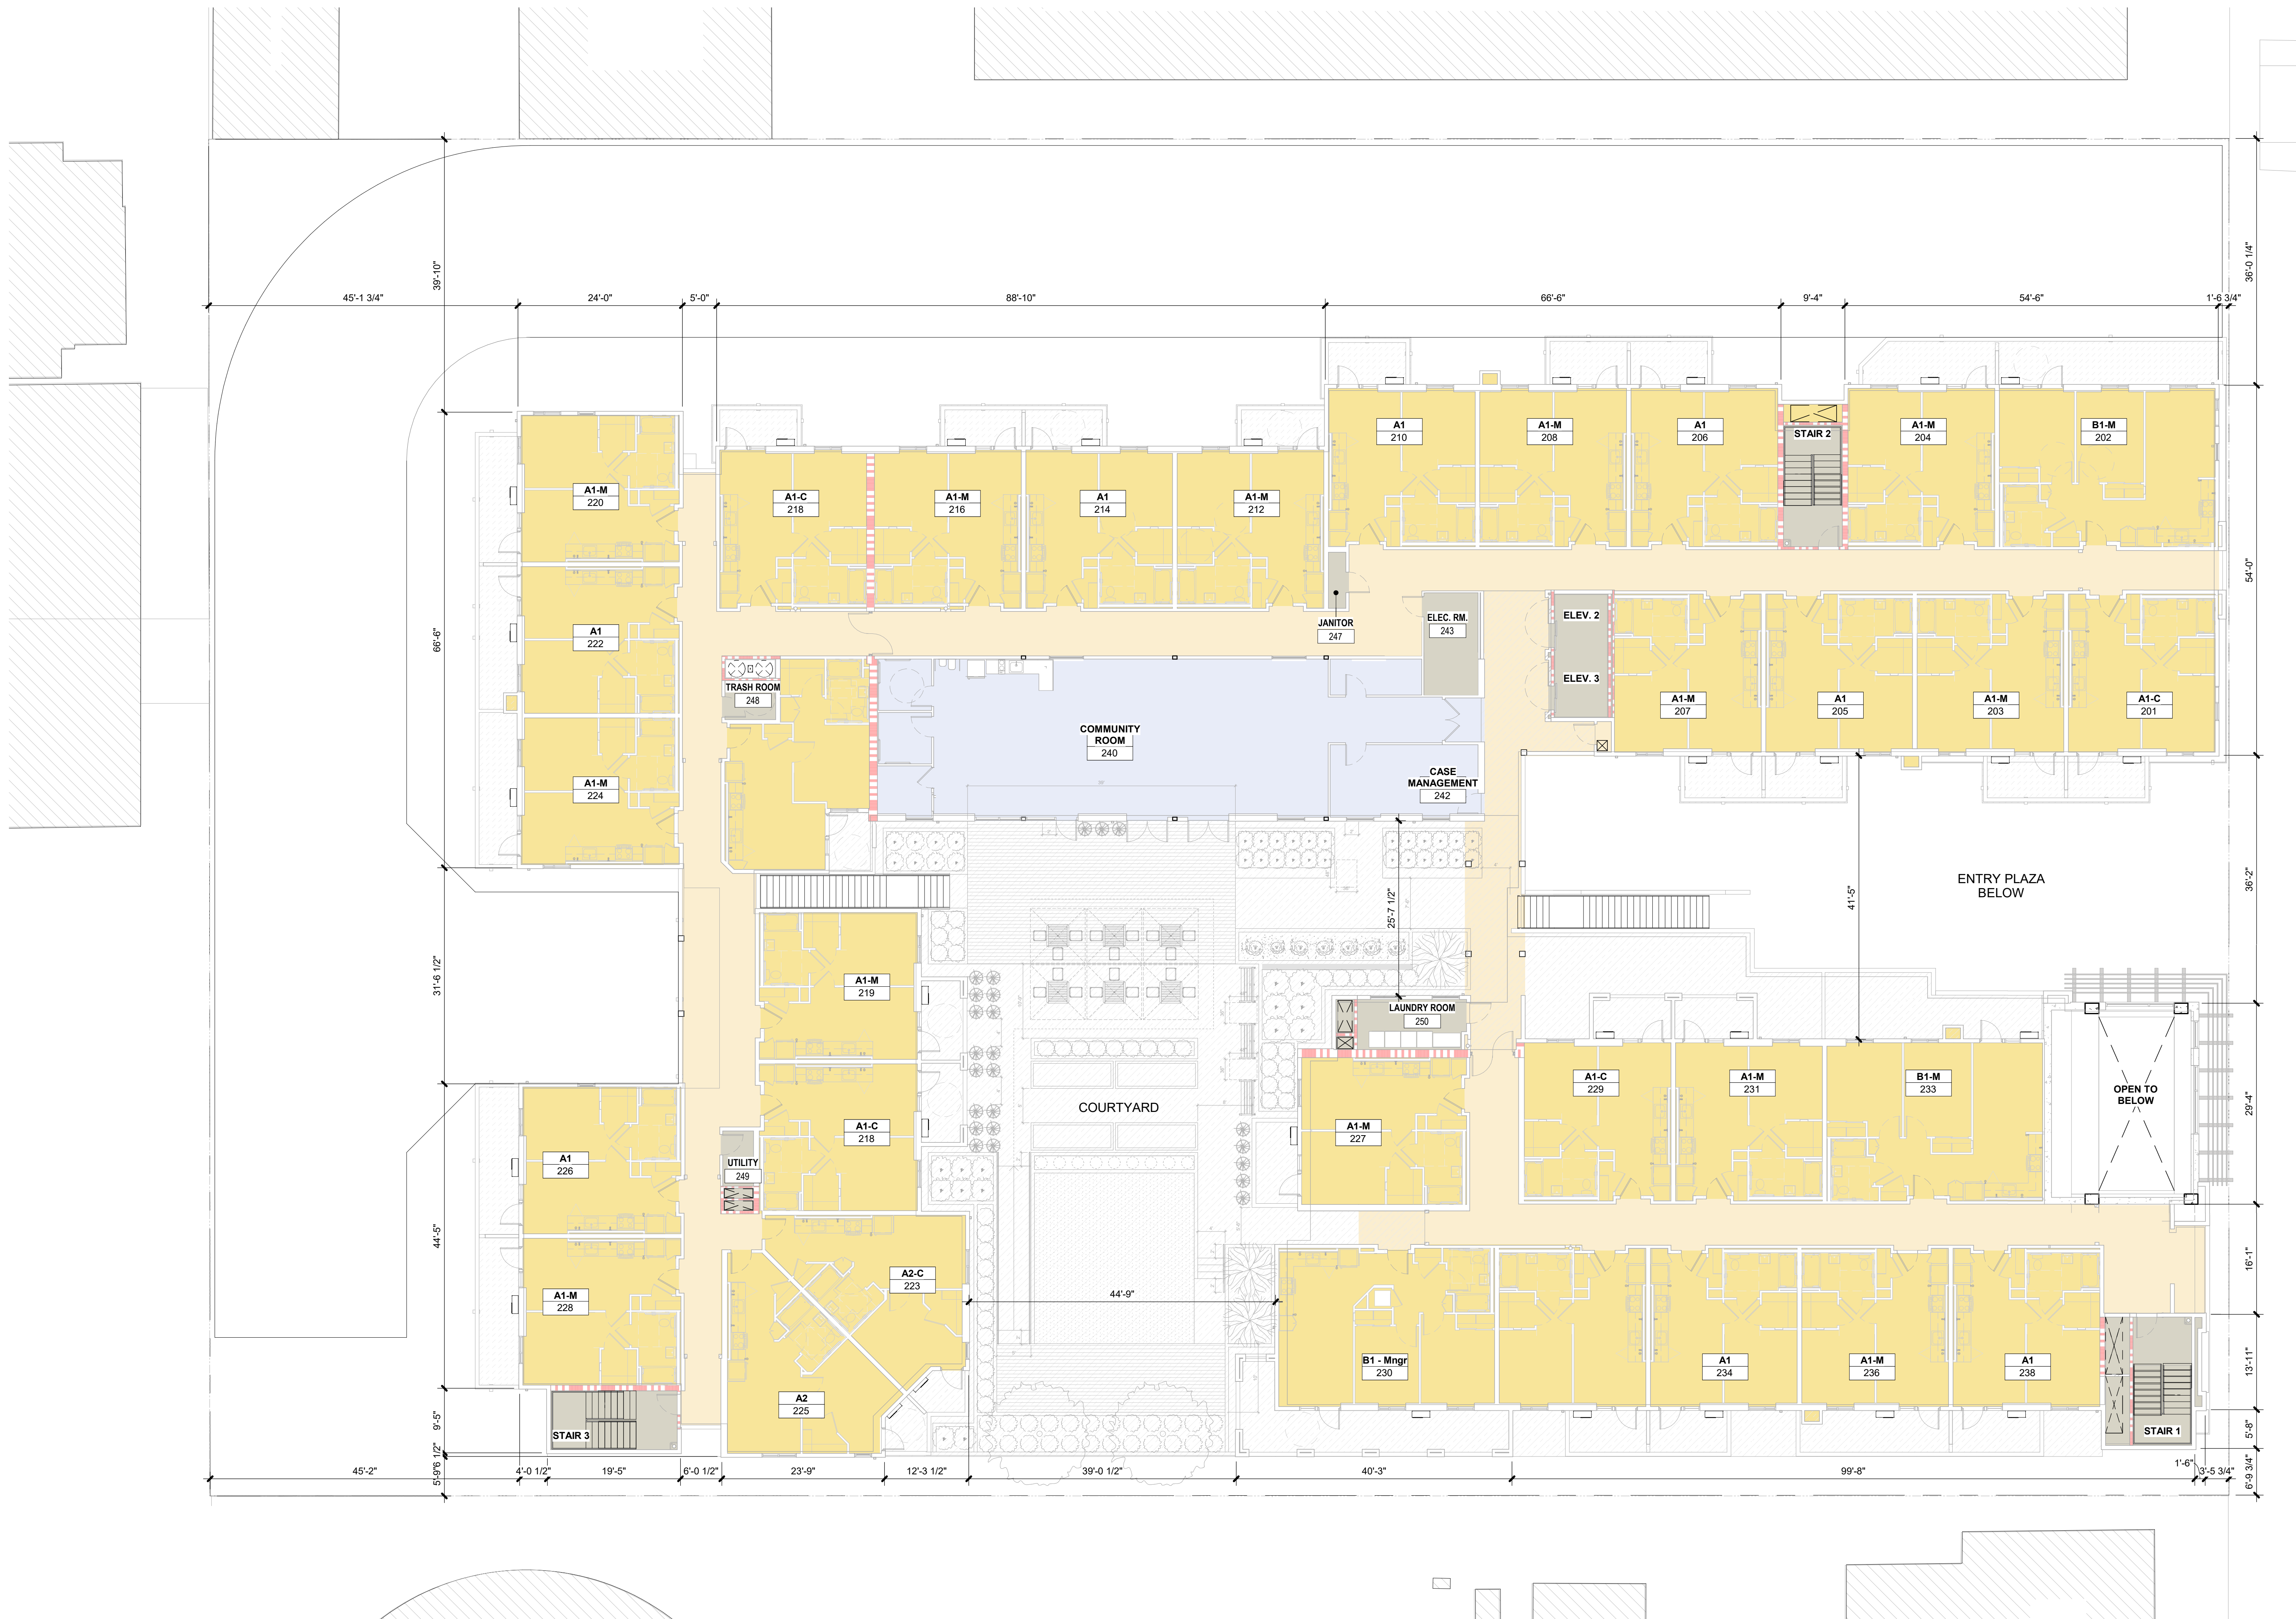 39'-10"
36'-0 1/4"
45'-1 3/4"
24'-0"
5'-0"
88'-10"
66'-6"
9'-4"
54'-6"
1'-6 3/4"
A1
210
A1-M
208
A1
206
STAIR 2
A1-M
204
B1-M
202
A1-M
220
A1-C
218
A1-M
216
A1
214
A1-M
212
54'-0"
66'-6"
A1
222
JANITOR
247
ELEC. RM.
243
ELEV. 2
ELEV. 3
TRASH ROOM
248
A1-M
207
A1
205
A1-M
203
A1-C
201
COMMUNITY
ROOM
240
CASE
MANAGEMENT
242
A1-M
224
ENTRY PLAZA
BELOW
36'-2"
41'-5"
25'-7 1/2"
31'-6 1/2"
A1-M
219
LAUNDRY ROOM
250
A1-C
229
A1-M
231
B1-M
233
OPEN TO
BELOW
29'-4"
COURTYARD
A1-C
218
A1-M
227
A1
226
UTILITY
249
44'-5"
16'-1"
A2-C
223
44'-9"
A1-M
228
B1 - Mngr
230
A1
234
A1-M
236
A1
238
13'-11"
A2
225
STAIR 3
STAIR 1
9'-5"
5'-8"
6 1/2"
5'-9"
6'-9 3/4"
45'-2"
4'-0 1/2"
19'-5"
6'-0 1/2"
23'-9"
12'-3 1/2"
39'-0 1/2"
40'-3"
99'-8"
1'-6"
3'-5 3/4"